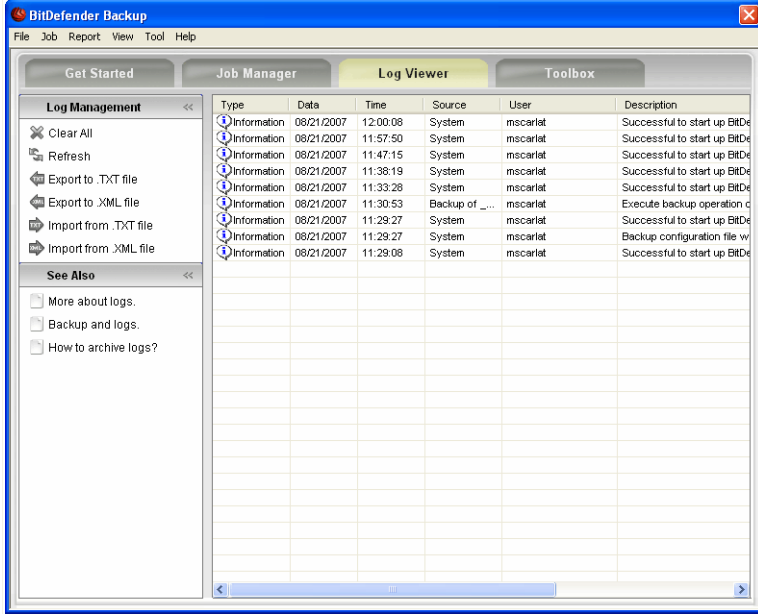 BitDefender Backup
File Job Report View Tool Help
Get Started Job Manager Log Viewer Toolbox
Log Management
Clear All
Refresh
Export to .TXT file
Export to .XML file
Import from .TXT file
Import from .XML file
See Also
More about logs.
Backup and logs.
How to archive logs?
Type Data Time Source User Description
Information 08/21/2007 12:00:08 System mscarlat Successful to start up BitDe
Information 08/21/2007 11:57:50 System mscarlat Successful to start up BitDe
Information 08/21/2007 11:47:15 System mscarlat Successful to start up BitDe
Information 08/21/2007 11:38:19 System mscarlat Successful to start up BitDe
Information 08/21/2007 11:33:28 System mscarlat Successful to start up BitDe
Information 08/21/2007 11:30:53 Backup of _... mscarlat Execute backup operation o
Information 08/21/2007 11:29:27 System mscarlat Successful to start up BitDe
Information 08/21/2007 11:29:27 System mscarlat Backup configuration file w
Information 08/21/2007 11:29:08 System mscarlat Successful to start up BitDe